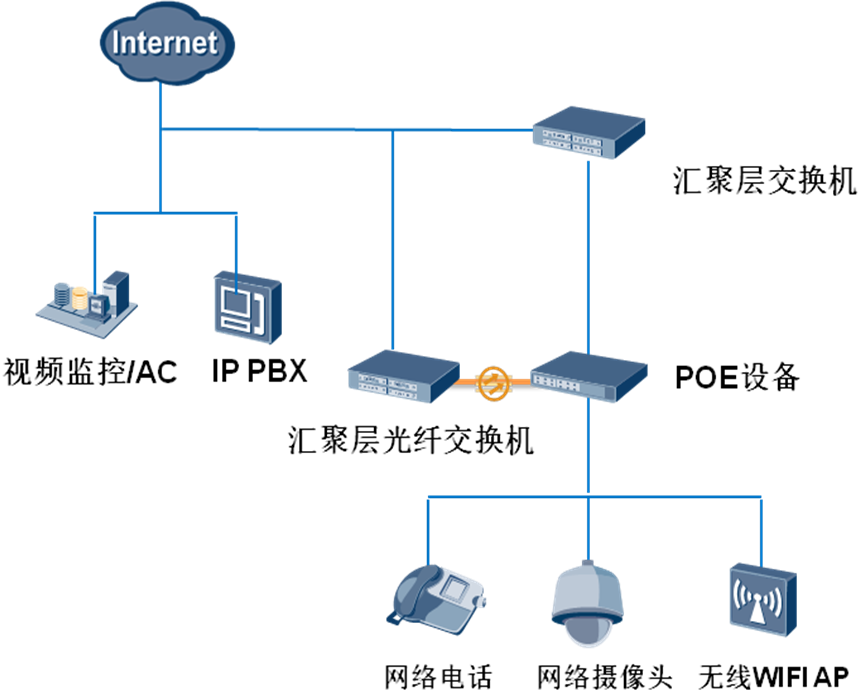 Internet
汇聚层交换机
视频监控/AC
IP PBX
POE设备
汇聚层光纤交换机
网络电话
网络摄像头
无线WIFI AP